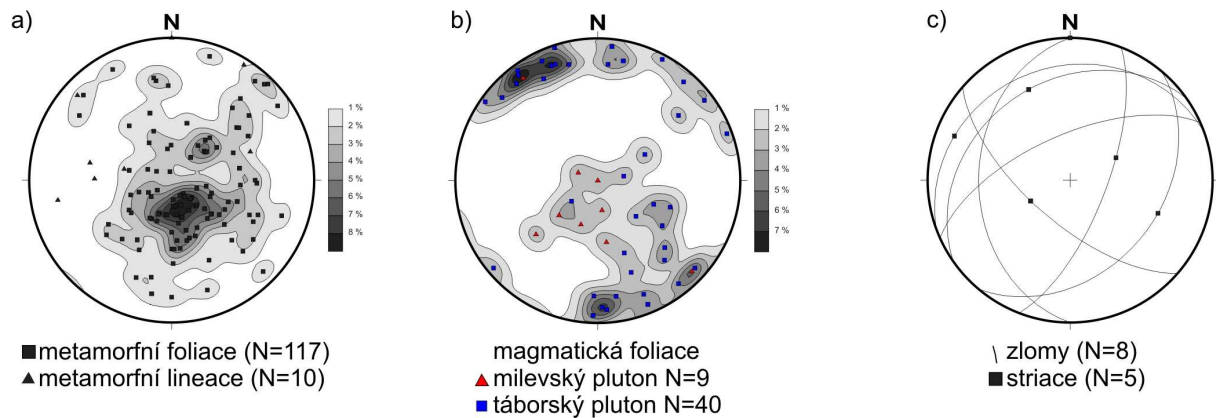 a)
N
1 %
2 %
3 %
4 %
5 %
6 %
7 %
8 %
metamorfní foliace (N=117)
metamorfní lineace (N=10)
b)
N
1 %
2 %
3 %
4 %
5 %
6 %
7 %
magmatická foliace
milevský pluton N=9
táborský pluton N=40
c)
N
zlomy (N=8)
striace (N=5)